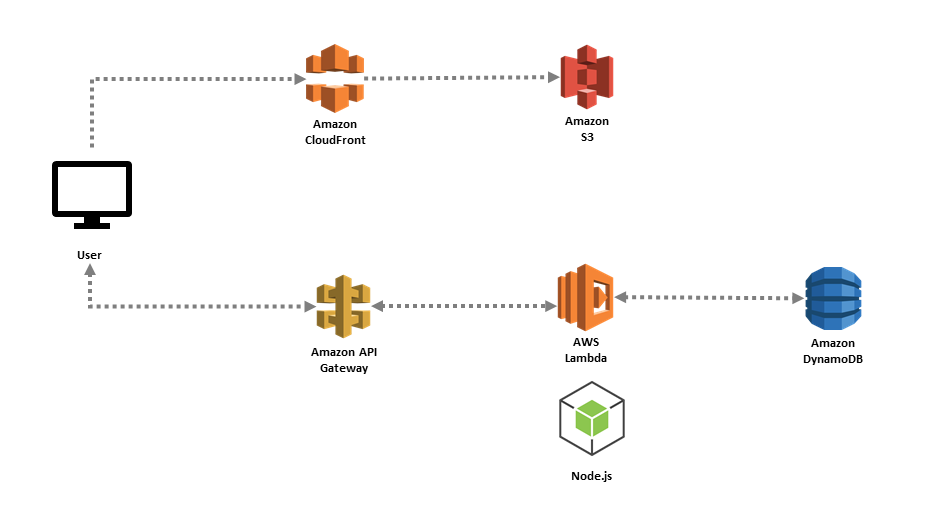 Amazon
CloudFront
Amazon
S3
User
Amazon API
Gateway
AWS
Lambda
Amazon
DynamoDB
Node.js